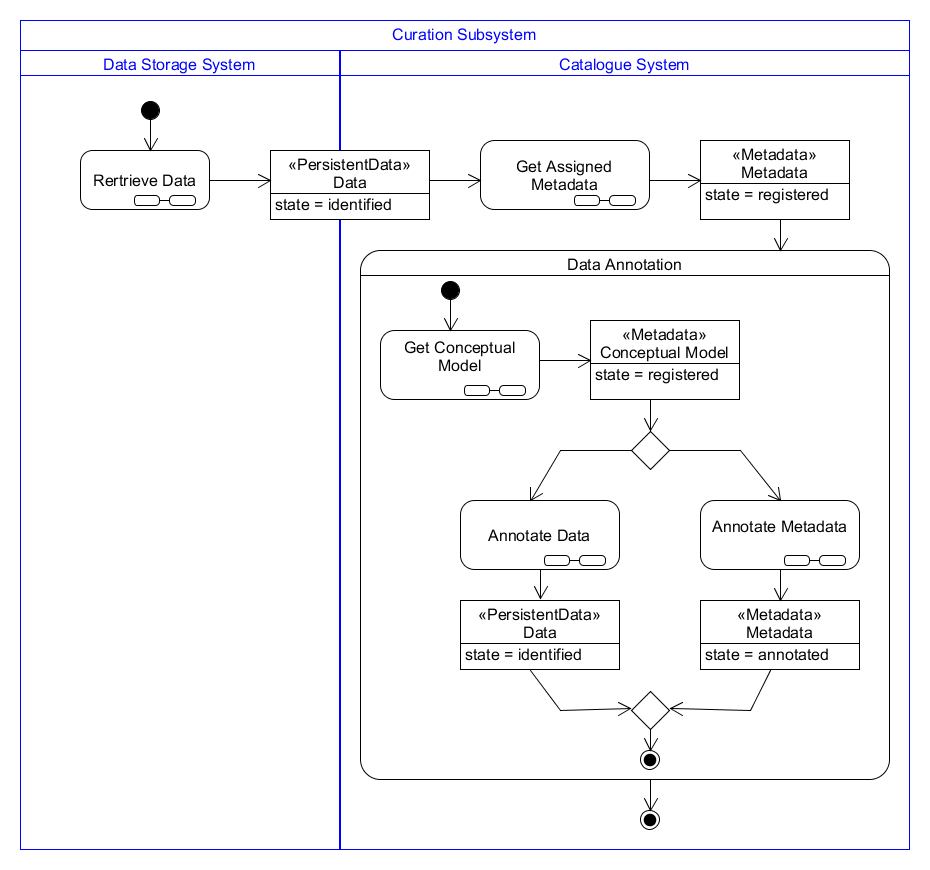 Curation Subsystem
Data Storage System
Catalogue System
Rertrieve Data
«PersistentData»
Data
state = identified
Get Assigned
Metadata
«Metadata»
Metadata
state = registered
Data Annotation
Get Conceptual
Model
«Metadata»
Conceptual Model
state = registered
Annotate Data
Annotate Metadata
«PersistentData»
Data
state = identified
«Metadata»
Metadata
state = annotated